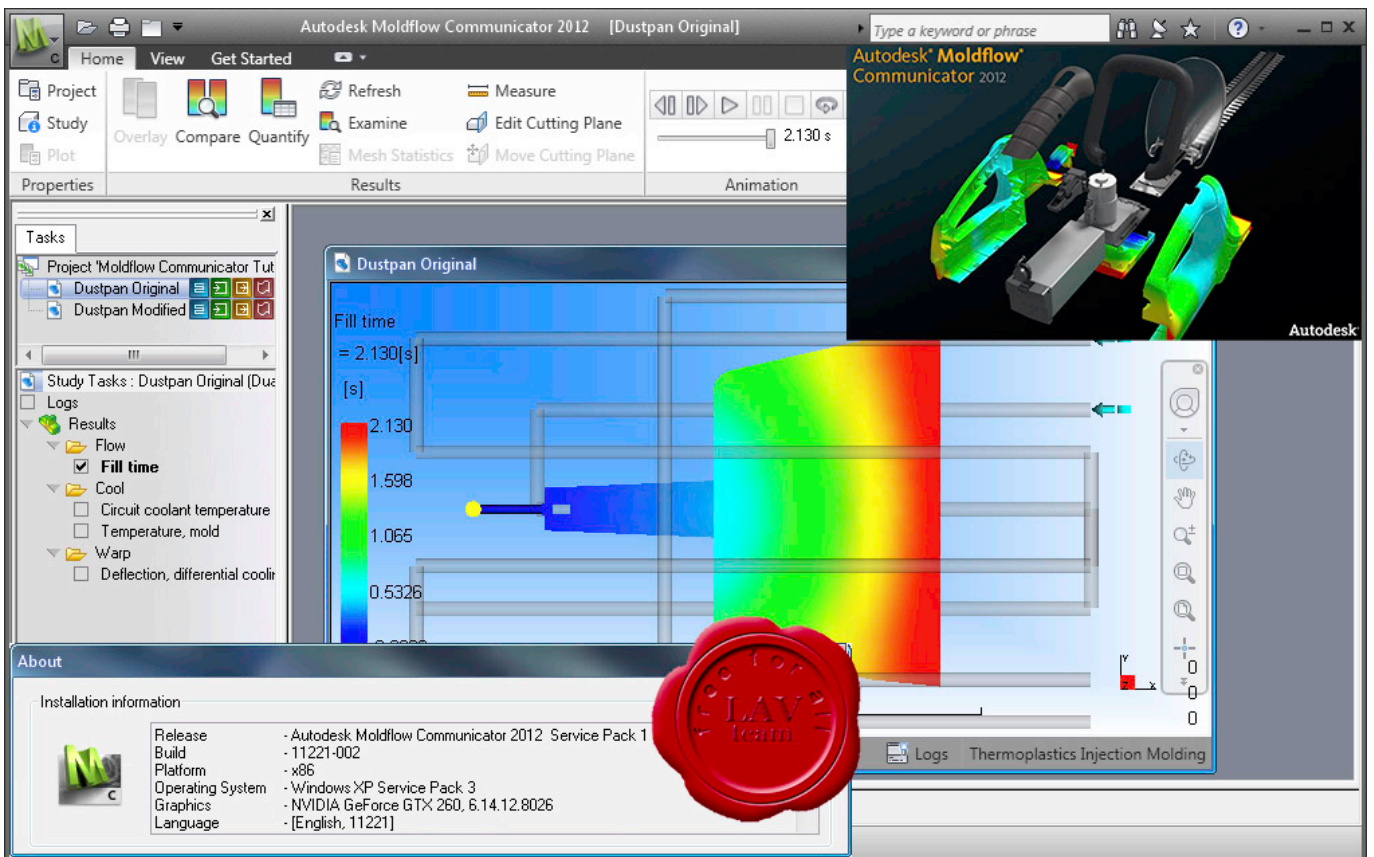 Autodesk Moldflow Communicator 2012 [Dustpan Original]
Type a keyword or phrase
C Home View Get Started
Project
Study
Plot
Overlay Compare Quantify
Refresh
Examine
Mesh Statistics
Measure
Edit Cutting Plane
Move Cutting Plane
2.130 s
Properties Results Animation
Autodesk® Moldflow®
Communicator 2012
Autodesk
Tasks
Project 'Moldflow Communicator Tut
Dustpan Original
Dustpan Modified
Study Tasks : Dustpan Original (Dua
Logs
Results
Flow
Fill time
Cool
Circuit coolant temperature
Temperature, mold
Warp
Deflection, differential coolin
Dustpan Original
Fill time
= 2.130[s]
[s]
2.130
1.598
1.065
0.5326
Y
Z X
0
0
0
Logs Thermoplastics Injection Molding
free for all
LAV
team
About
Installation information
C
Release - Autodesk Moldflow Communicator 2012 Service Pack 1
Build - 11221-002
Platform - x86
Operating System - Windows XP Service Pack 3
Graphics - NVIDIA GeForce GTX 260, 6.14.12.8026
Language - [English, 11221]